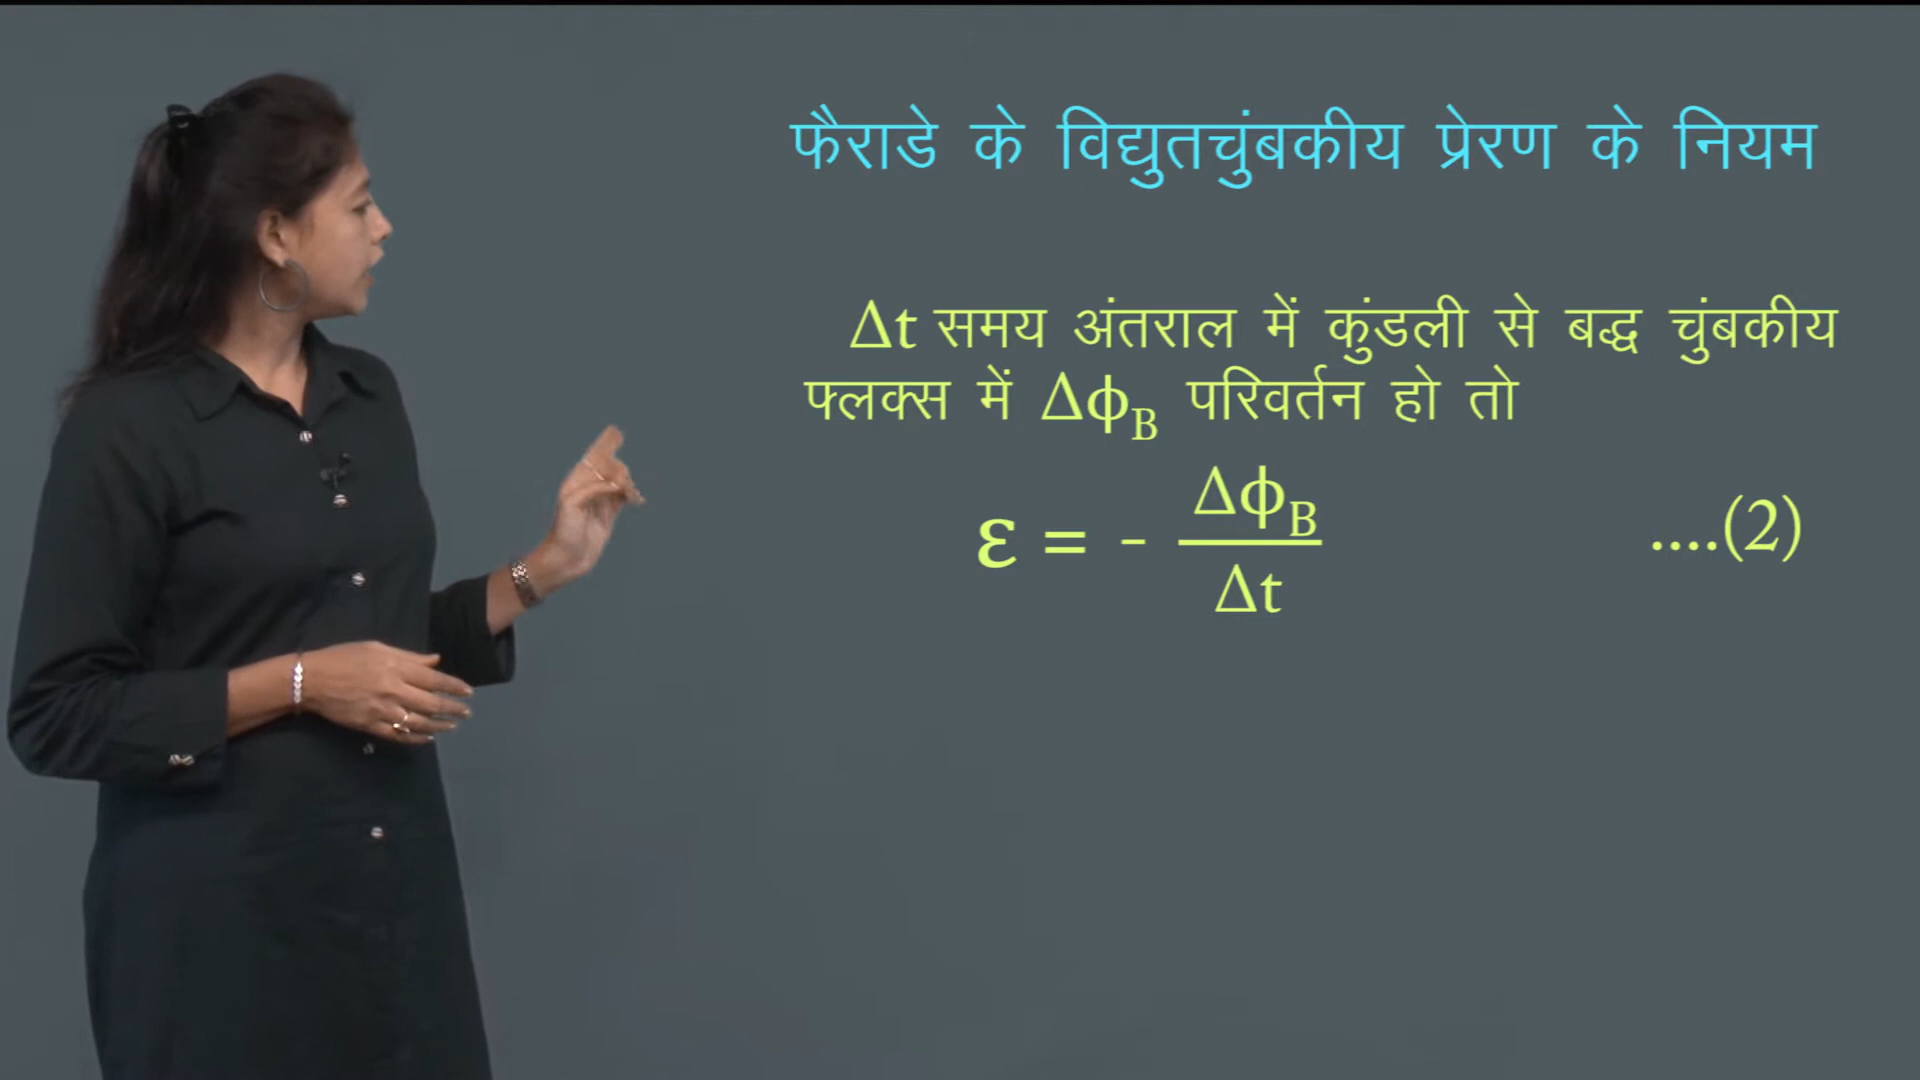 फैराडे के विद्युतचुंबकीय प्रेरण के नियम
Δt समय अंतराल में कुंडली से बद्ध चुंबकीय
फ्लक्स में Δϕ_B परिवर्तन हो तो
ε = - Δϕ_B / Δt ....(2)